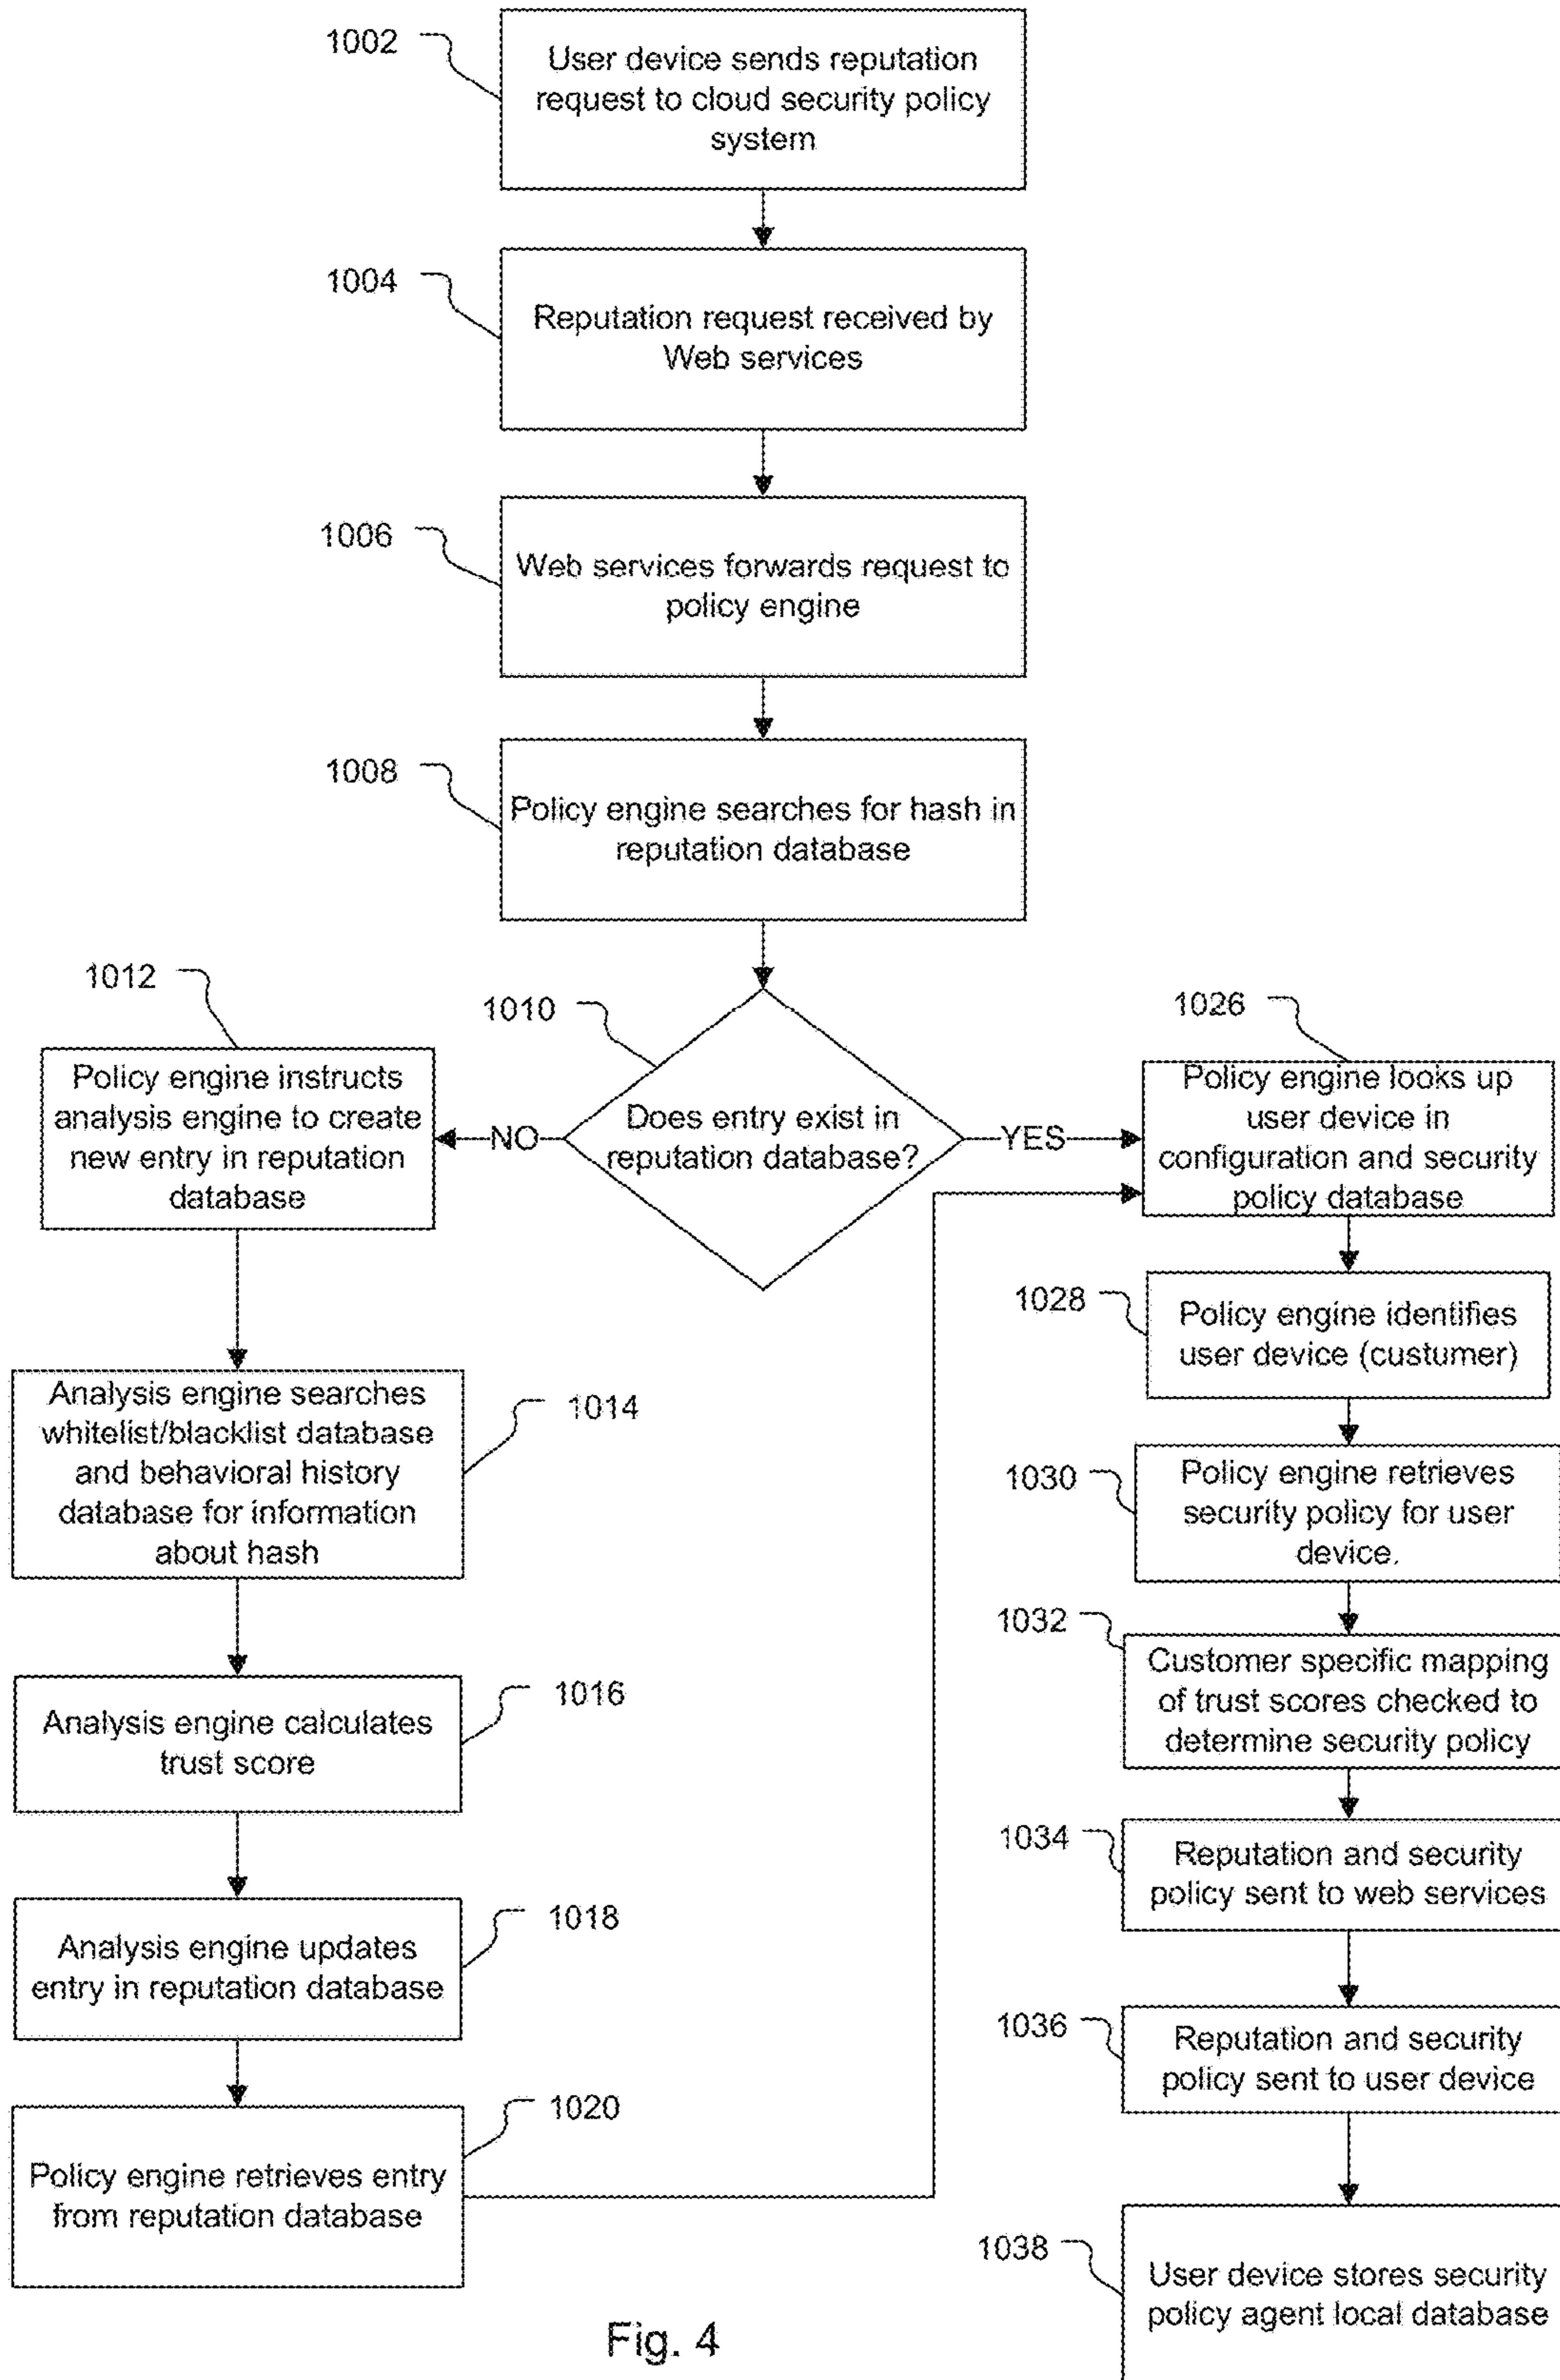 1002
User device sends reputation
request to cloud security policy
system
1004
Reputation request received by
Web services
1006
Web services forwards request to
policy engine
1008
Policy engine searches for hash in
reputation database
1010
Does entry exist in
reputation database?
NO
YES
1012
Policy engine instructs
analysis engine to create
new entry in reputation
database
1014
Analysis engine searches
whitelist/blacklist database
and behavioral history
database for information
about hash
1016
Analysis engine calculates
trust score
1018
Analysis engine updates
entry in reputation database
1020
Policy engine retrieves entry
from reputation database
1026
Policy engine looks up
user device in
configuration and security
policy database
1028
Policy engine identifies
user device (custumer)
1030
Policy engine retrieves
security policy for user
device.
1032
Customer specific mapping
of trust scores checked to
determine security policy
1034
Reputation and security
policy sent to web services
1036
Reputation and security
policy sent to user device
1038
User device stores security
policy agent local database
Fig. 4